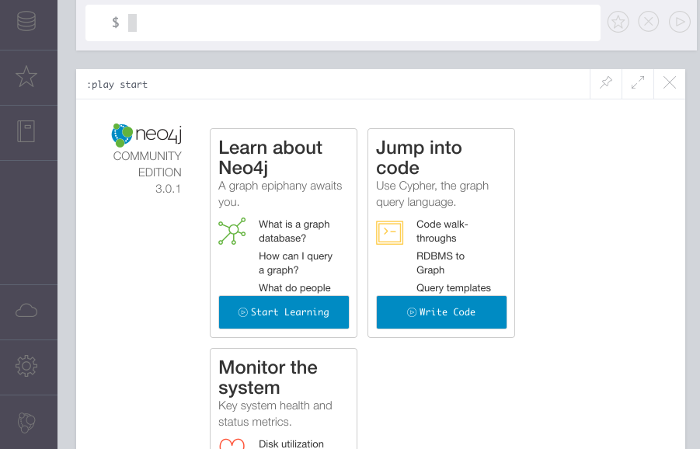 $
:play start
neo4j
COMMUNITY
EDITION
3.0.1
Learn about
Neo4j
A graph epiphany awaits
you.
What is a graph
database?
How can I query
a graph?
What do people
Start Learning
Jump into
code
Use Cypher, the graph
query language.
Code walk-
throughs
RDBMS to
Graph
Query templates
Write Code
Monitor the
system
Key system health and
status metrics.
Disk utilization